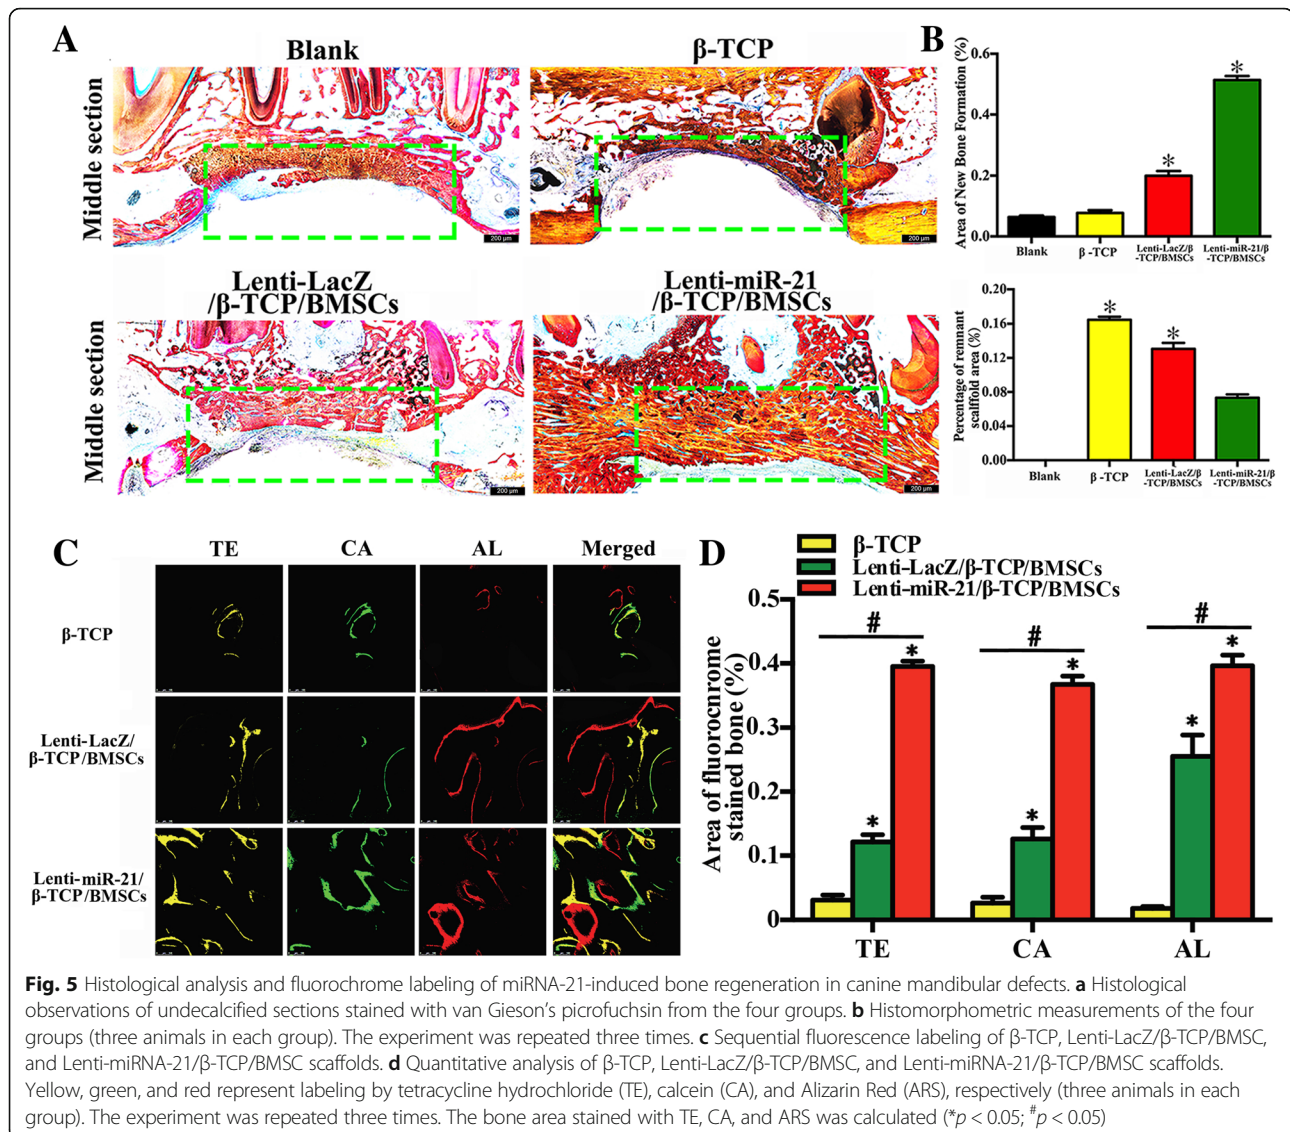 A
Blank
β-TCP
Middle section
200 µm
200 µm
Lenti-LacZ
/β-TCP/BMSCs
Lenti-miR-21
/β-TCP/BMSCs
Middle section
200 µm
200 µm
B
Area of New Bone Formation (%)
0.6
0.4
0.2
0.0
*
*
Blank
β -TCP
Lenti-LacZ/β
-TCP/BMSCs
Lenti-miR-21/β
-TCP/BMSCs
Percentage of remnant
scalffold area (%)
0.20
0.16
0.12
0.08
0.04
0.00
*
*
Blank
β -TCP
Lenti-LacZ/β
-TCP/BMSCs
Lenti-miR-21/β
-TCP/BMSCs
C
TE
CA
AL
Merged
β-TCP
Lenti-LacZ/
β-TCP/BMSCs
Lenti-miR-21/
β-TCP/BMSCs
D
β-TCP
Lenti-LacZ/β-TCP/BMSCs
Lenti-miR-21/β-TCP/BMSCs
Area of fluorocnrome
stained bone (%)
0.5
0.4
0.3
0.2
0.1
0
#
*
*
#
*
*
#
*
*
TE
CA
AL
Fig. 5 Histological analysis and fluorochrome labeling of miRNA-21-induced bone regeneration in canine mandibular defects. a Histological
observations of undecalcified sections stained with van Gieson's picrofuchsin from the four groups. b Histomorphometric measurements of the four
groups (three animals in each group). The experiment was repeated three times. c Sequential fluorescence labeling of β-TCP, Lenti-LacZ/β-TCP/BMSC,
and Lenti-miRNA-21/β-TCP/BMSC scaffolds. d Quantitative analysis of β-TCP, Lenti-LacZ/β-TCP/BMSC, and Lenti-miRNA-21/β-TCP/BMSC scaffolds.
Yellow, green, and red represent labeling by tetracycline hydrochloride (TE), calcein (CA), and Alizarin Red (ARS), respectively (three animals in each
group). The experiment was repeated three times. The bone area stained with TE, CA, and ARS was calculated (*p < 0.05; #p < 0.05)